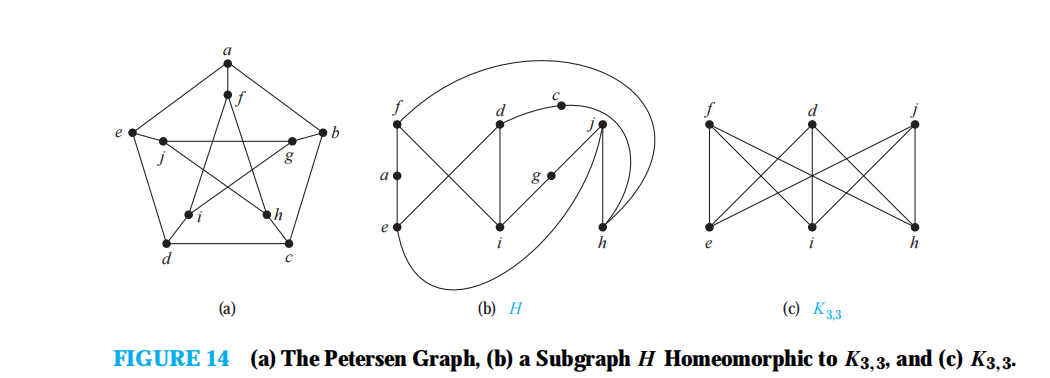 a
f
e
b
j
g
i
h
d
c
(a)
f
d
c
j
a
g
e
i
h
(b) H
f
d
j
e
i
h
(c) K3,3
FIGURE 14 (a) The Petersen Graph, (b) a Subgraph H Homeomorphic to K3,3, and (c) K3,3.